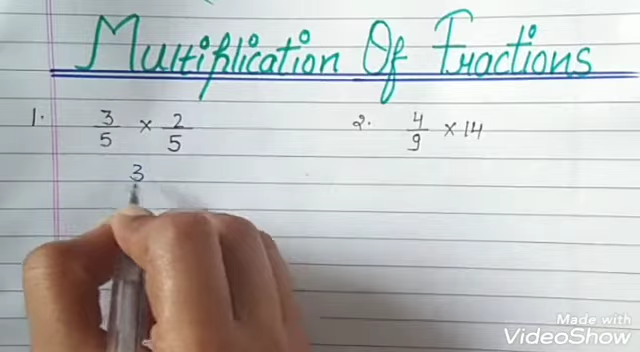 Multiplication Of Fractions
1. 3/5 × 2/5
2. 4/9 × 14
3
Made with
VideoShow